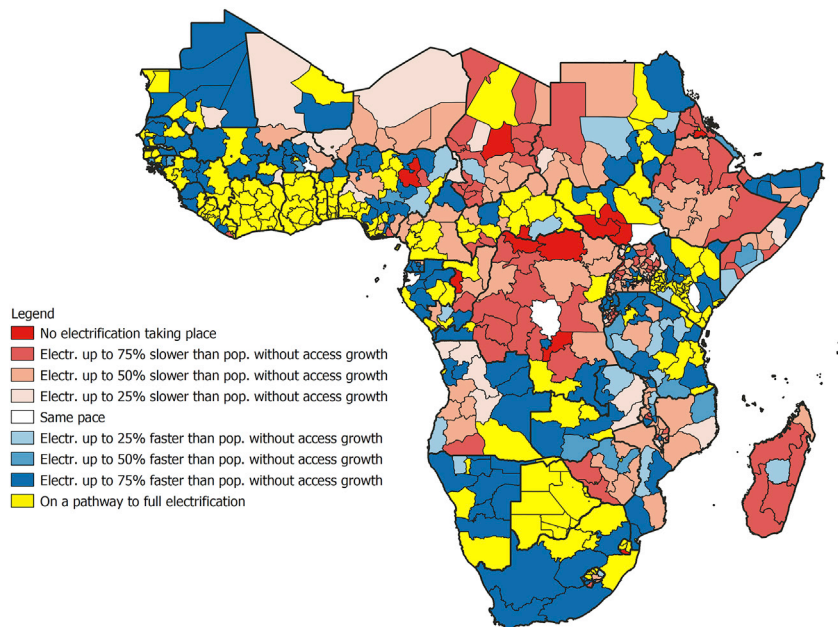 Legend
No electrification taking place
Electr. up to 75% slower than pop. without access growth
Electr. up to 50% slower than pop. without access growth
Electr. up to 25% slower than pop. without access growth
Same pace
Electr. up to 25% faster than pop. without access growth
Electr. up to 50% faster than pop. without access growth
Electr. up to 75% faster than pop. without access growth
On a pathway to full electrification